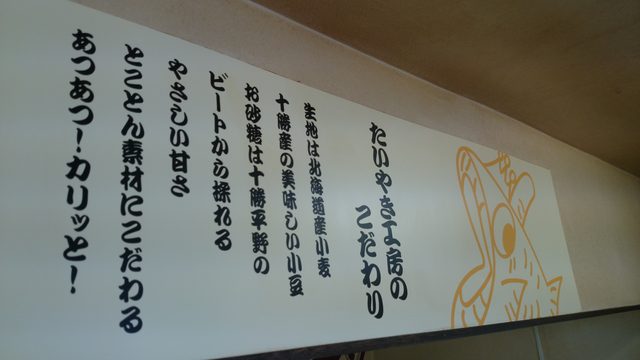 たいやき工房の
こだわり
生地は北海道産小麦
十勝産の美味しい小豆
お砂糖は十勝平野の
ビートから採れる
やさしい甘さ
とことん素材にこだわる
あつあつ！カリッと！